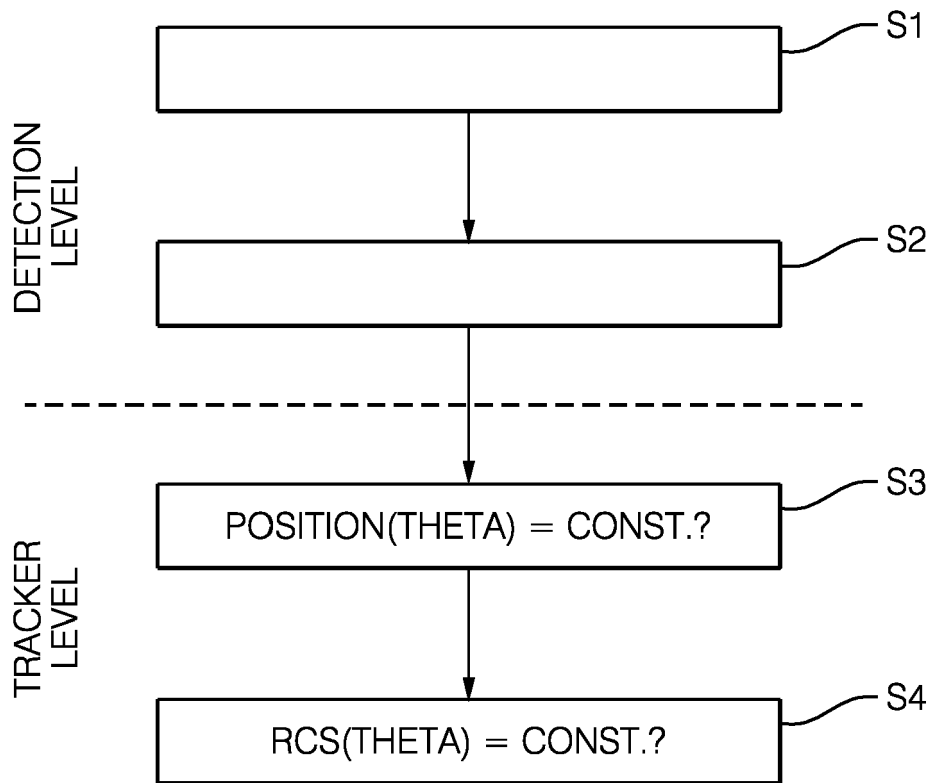 S1
DETECTION
LEVEL
S2
S3
POSITION(THETA) = CONST.?
TRACKER
LEVEL
S4
RCS(THETA) = CONST.?